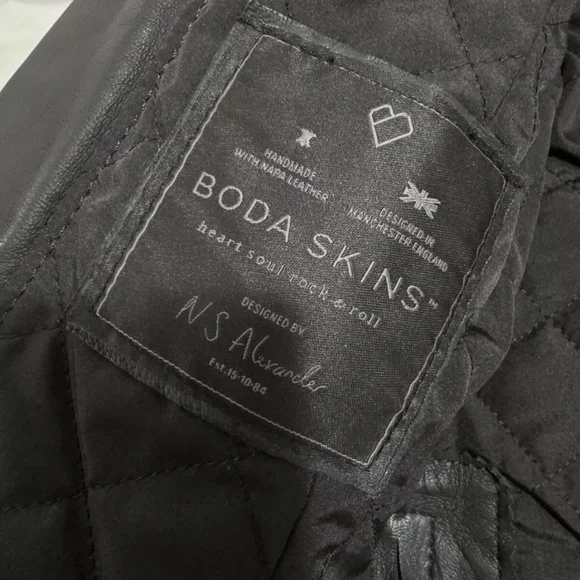 HANDMADE
WITH NAPA LEATHER
DESIGNED IN
MANCHESTER ENGLAND
BODA SKINS™
heart soul rock & roll
DESIGNED BY
N S Alexander
Est. 15-10-84